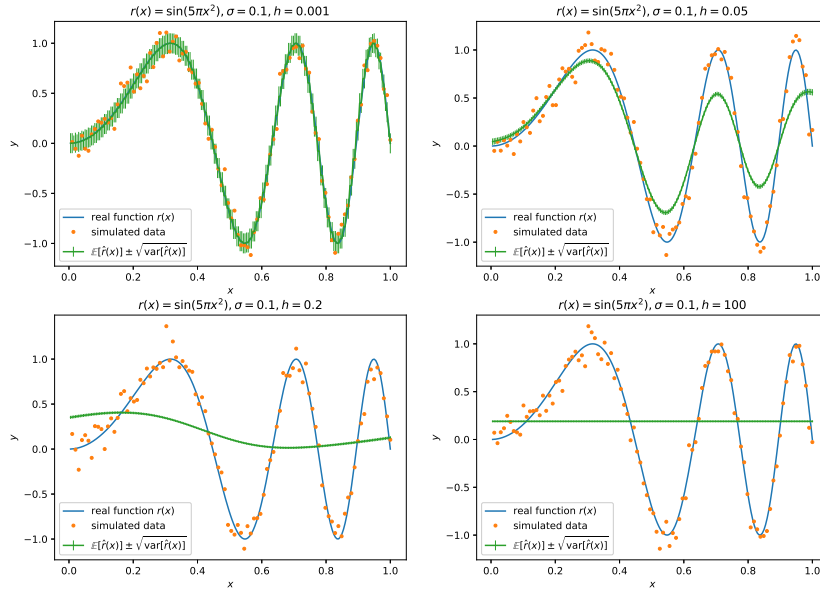 r(x) = sin(5πx²), σ = 0.1, h = 0.001
y
1.0
0.5
0.0
−0.5
−1.0
real function r(x)
simulated data
𝔼[r̂(x)] ± √var[r̂(x)]
0.0 0.2 0.4 0.6 0.8 1.0
x
r(x) = sin(5πx²), σ = 0.1, h = 0.05
y
1.0
0.5
0.0
−0.5
−1.0
real function r(x)
simulated data
𝔼[r̂(x)] ± √var[r̂(x)]
0.0 0.2 0.4 0.6 0.8 1.0
x
r(x) = sin(5πx²), σ = 0.1, h = 0.2
y
1.0
0.5
0.0
−0.5
−1.0
real function r(x)
simulated data
𝔼[r̂(x)] ± √var[r̂(x)]
0.0 0.2 0.4 0.6 0.8 1.0
x
r(x) = sin(5πx²), σ = 0.1, h = 100
y
1.0
0.5
0.0
−0.5
−1.0
real function r(x)
simulated data
𝔼[r̂(x)] ± √var[r̂(x)]
0.0 0.2 0.4 0.6 0.8 1.0
x